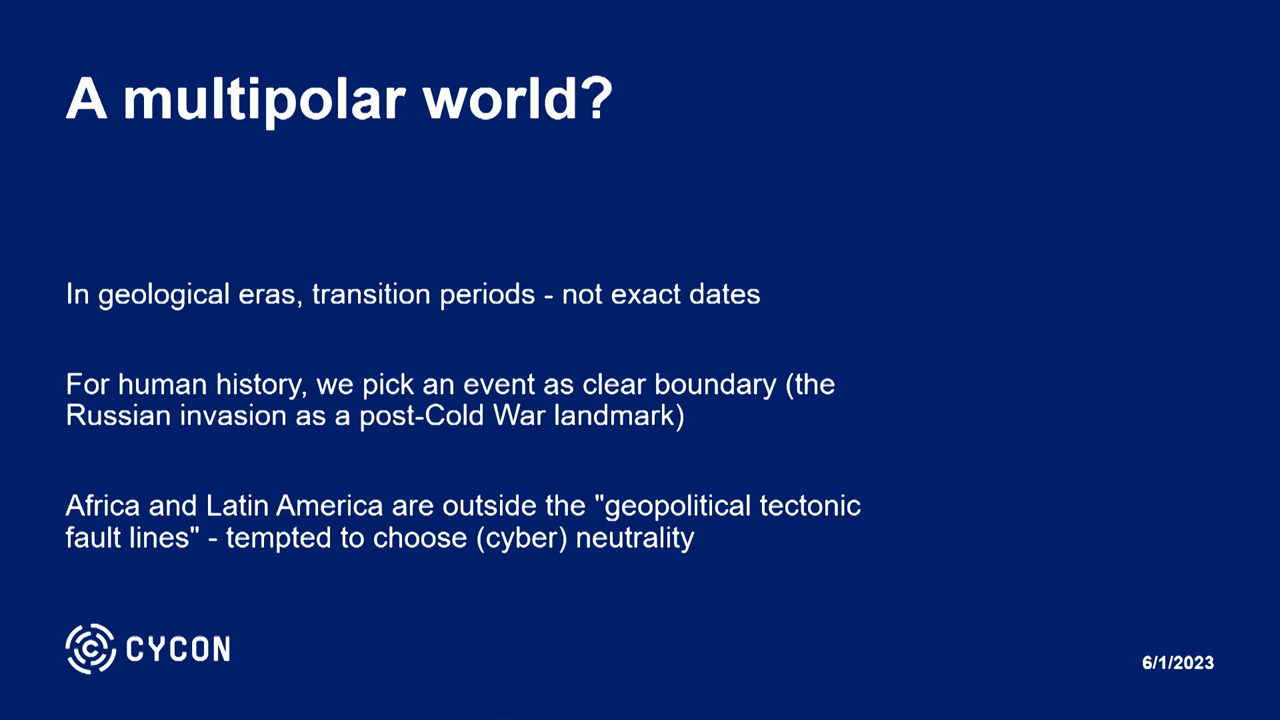 A multipolar world?
In geological eras, transition periods - not exact dates
For human history, we pick an event as clear boundary (the
Russian invasion as a post-Cold War landmark)
Africa and Latin America are outside the "geopolitical tectonic
fault lines" - tempted to choose (cyber) neutrality
CYCON
6/1/2023